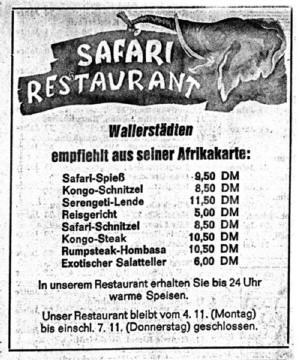 SAFARI
RESTAURANT
Wallerstädten
empfiehlt aus seiner Afrikakarte:
Safari-Spieß 9,50 DM
Kongo-Schnitzel 8,50 DM
Serengeti-Lende 11,50 DM
Reisgericht 5,00 DM
Safari-Schnitzel 8,50 DM
Kongo-Steak 10,50 DM
Rumpsteak-Hombasa 10,50 DM
Exotischer Salatteller 6,00 DM
In unserem Restaurant erhalten Sie bis 24 Uhr
warme Speisen.
Unser Restaurant bleibt vom 4. 11. (Montag)
bis einschl. 7. 11. (Donnerstag) geschlossen.